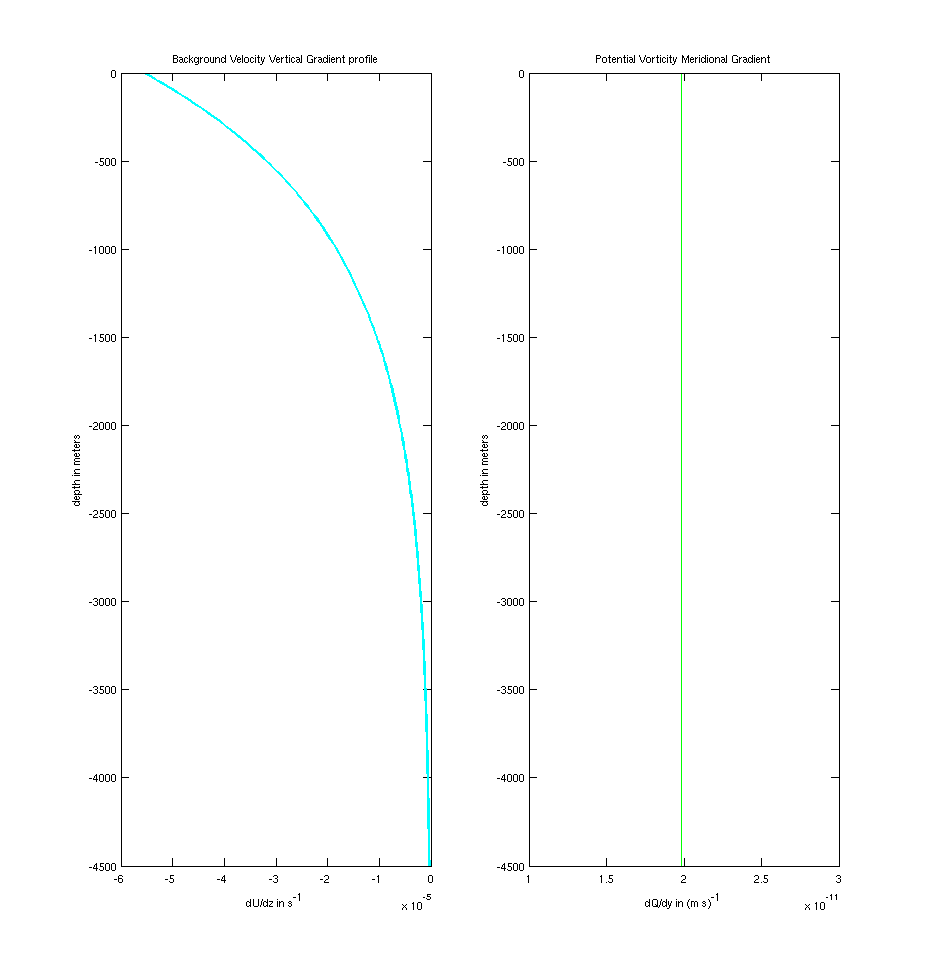 Background Velocity Vertical Gradient profile
0
-500
-1000
-1500
-2000
-2500
-3000
-3500
-4000
-4500
depth in meters
-6 -5 -4 -3 -2 -1 0
dU/dz in s^-1
x 10^-5
Potential Vorticity Meridional Gradient
0
-500
-1000
-1500
-2000
-2500
-3000
-3500
-4000
-4500
depth in meters
1 1.5 2 2.5 3
dQ/dy in (m s)^-1
x 10^-11